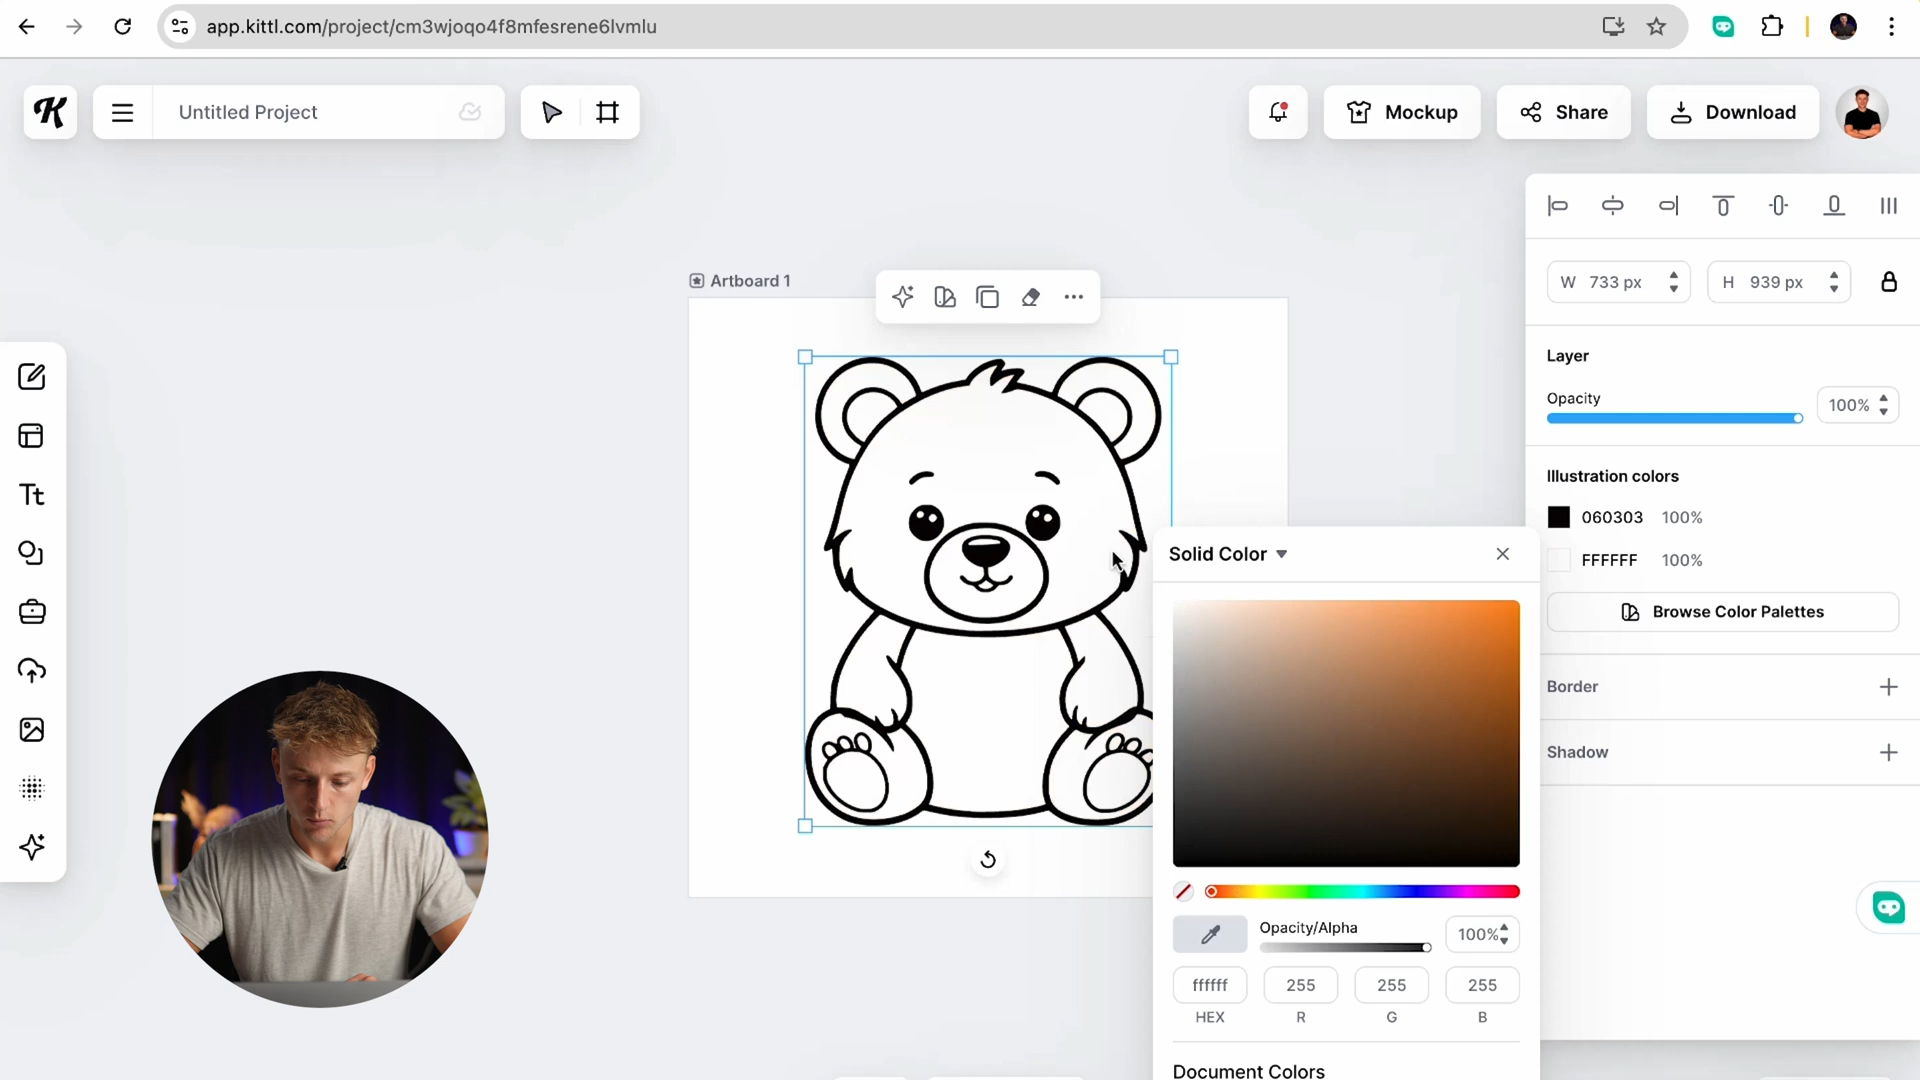 app.kittl.com/project/cm3wjoqo4f8mfesrene6lvmlu
K
Untitled Project
Mockup
Share
Download
Artboard 1
W 733 px
H 939 px
Layer
Opacity
100%
Illustration colors
060303 100%
FFFFFF 100%
Browse Color Palettes
Border
Shadow
Tt
Solid Color
Opacity/Alpha
100%
ffffff 255 255 255
HEX R G B
Document Colors